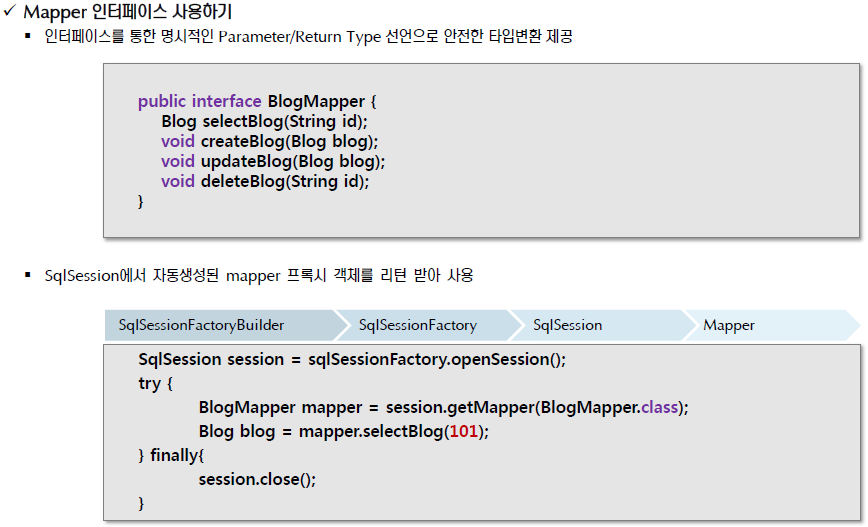 ✓ Mapper 인터페이스 사용하기
▪ 인터페이스를 통한 명시적인 Parameter/Return Type 선언으로 안전한 타입변환 제공
public interface BlogMapper {
Blog selectBlog(String id);
void createBlog(Blog blog);
void updateBlog(Blog blog);
void deleteBlog(String id);
}
▪ SqlSession에서 자동생성된 mapper 프록시 객체를 리턴 받아 사용
SqlSessionFactoryBuilder SqlSessionFactory SqlSession Mapper
SqlSession session = sqlSessionFactory.openSession();
try {
BlogMapper mapper = session.getMapper(BlogMapper.class);
Blog blog = mapper.selectBlog(101);
} finally{
session.close();
}